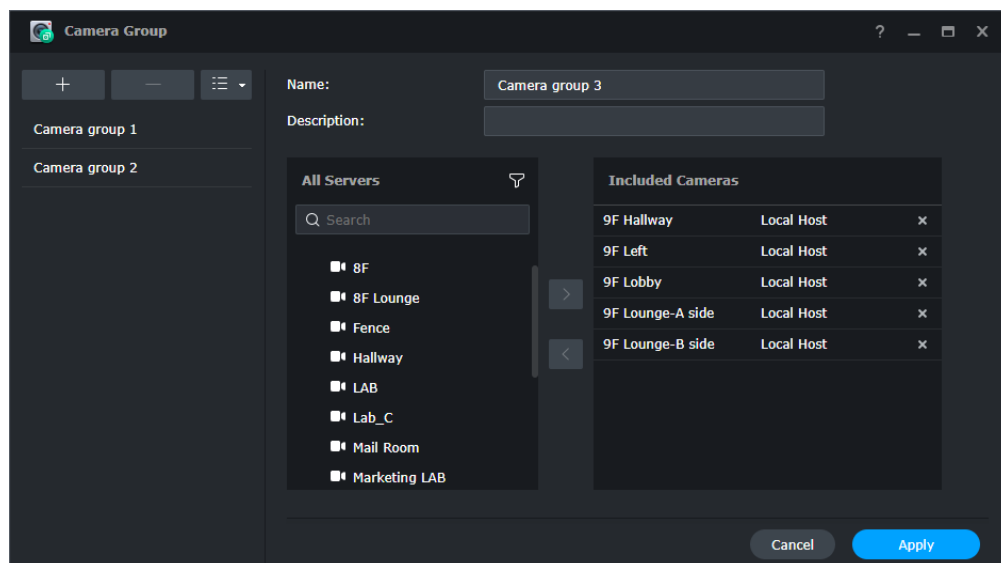 Camera Group
Name: Camera group 3
Description:
Camera group 1
Camera group 2
All Servers
Search
8F
8F Lounge
Fence
Hallway
LAB
Lab_C
Mail Room
Marketing LAB
Included Cameras
9F Hallway Local Host
9F Left Local Host
9F Lobby Local Host
9F Lounge-A side Local Host
9F Lounge-B side Local Host
Cancel Apply